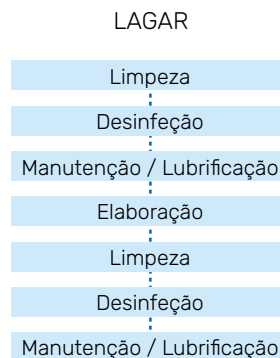 LAGAR
Limpeza
Desinfeção
Manutenção / Lubrificação
Elaboração
Limpeza
Desinfeção
Manutenção / Lubrificação